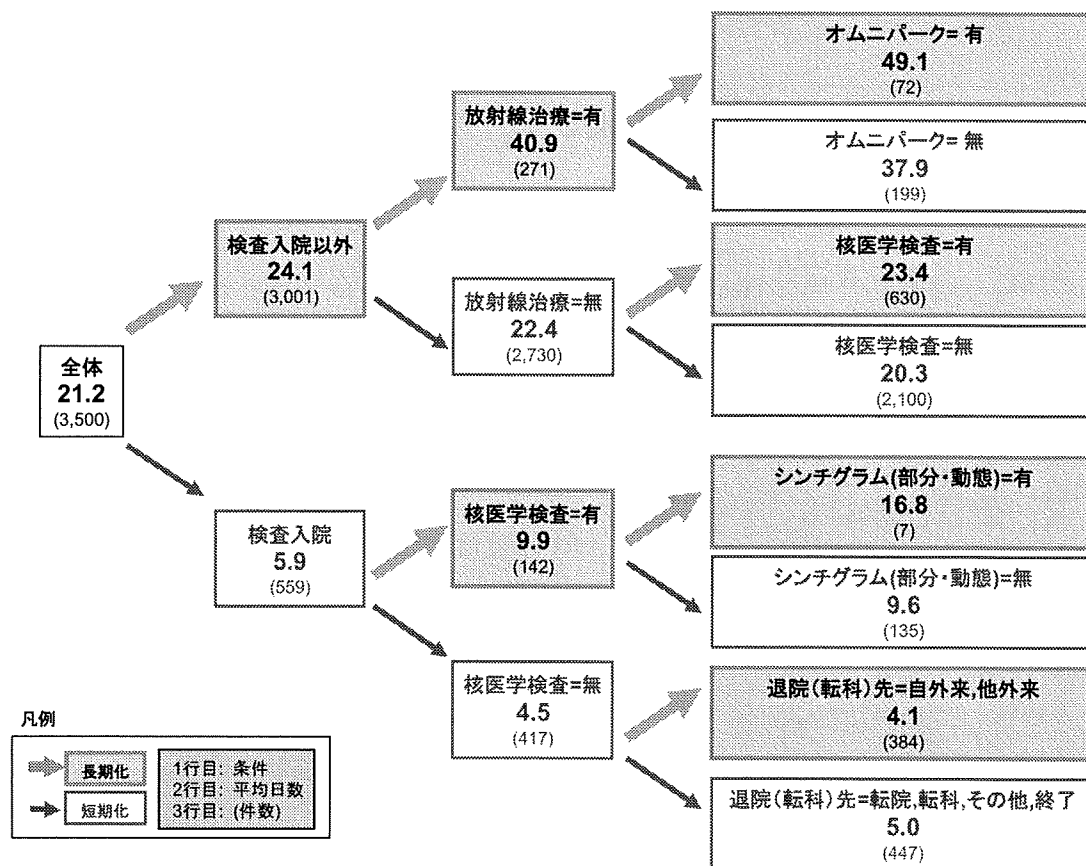 全体
21.2
(3,500)
検査入院以外
24.1
(3,001)
検査入院
5.9
(559)
放射線治療=有
40.9
(271)
放射線治療=無
22.4
(2,730)
核医学検査=有
9.9
(142)
核医学検査=無
4.5
(417)
オムニパーク= 有
49.1
(72)
オムニパーク= 無
37.9
(199)
核医学検査=有
23.4
(630)
核医学検査=無
20.3
(2,100)
シンチグラム(部分・動態)=有
16.8
(7)
シンチグラム(部分・動態)=無
9.6
(135)
退院(転科)先=自外来,他外来
4.1
(384)
退院(転科)先=転院,転科,その他,終了
5.0
(447)
凡例
長期化
短期化
1行目: 条件
2行目: 平均日数
3行目: (件数)